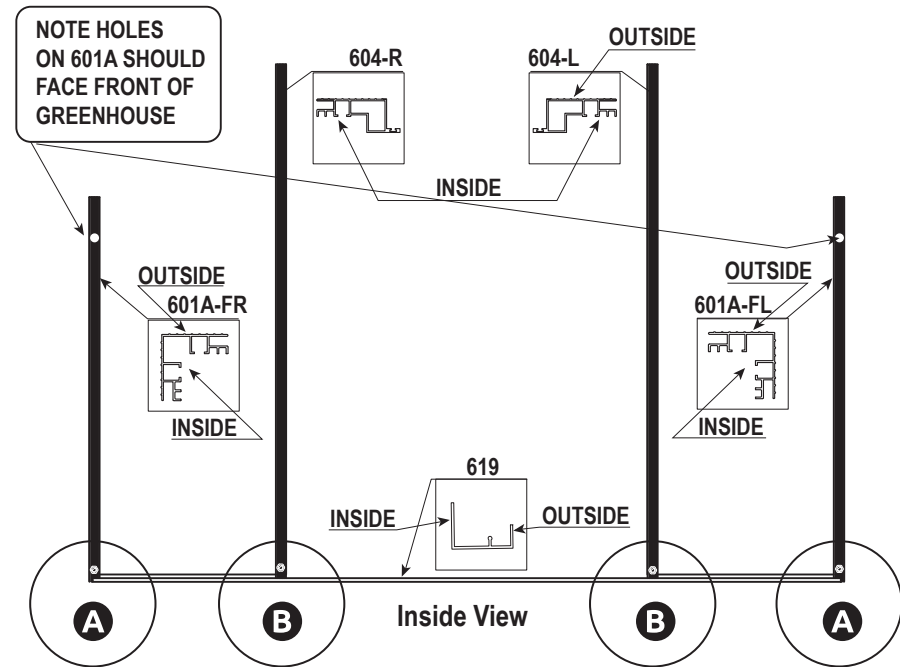 NOTE HOLES
ON 601A SHOULD
FACE FRONT OF
GREENHOUSE
604-R
604-L
OUTSIDE
INSIDE
OUTSIDE
601A-FR
INSIDE
OUTSIDE
601A-FL
INSIDE
619
INSIDE
OUTSIDE
A
B
Inside View
B
A